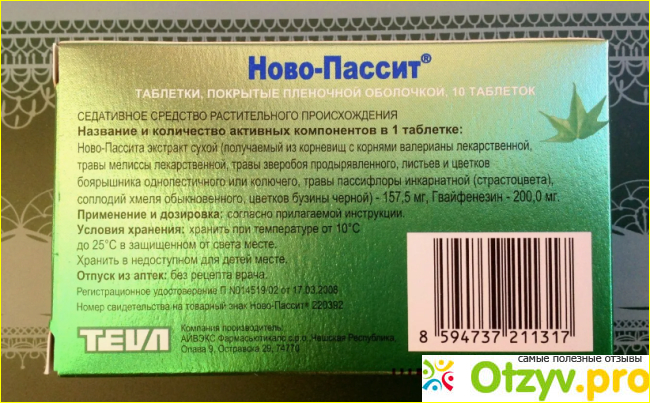 Ново-Пассит®
ТАБЛЕТКИ, ПОКРЫТЫЕ ПЛЕНОЧНОЙ ОБОЛОЧКОЙ, 10 ТАБЛЕТОК
СЕДАТИВНОЕ СРЕДСТВО РАСТИТЕЛЬНОГО ПРОИСХОЖДЕНИЯ
Название и количество активных компонентов в 1 таблетке:
Ново-Пассита экстракт сухой (получаемый из корневищ с корнями валерианы лекарственной,
травы мелиссы лекарственной, травы зверобоя продырявленного, листьев и цветков
боярышника однопестичного или колючего, травы пассифлоры инкарнатной (страстоцвета),
соплодий хмеля обыкновенного, цветков бузины черной) - 157,5 мг, Гвайфенезин - 200,0 мг.
Применение и дозировка: согласно прилагаемой инструкции.
Условия хранения: хранить при температуре от 10°С
до 25°С в защищенном от света месте.
Хранить в недоступном для детей месте.
Отпуск из аптек: без рецепта врача.
Регистрационное удостоверение П N014519/02 от 17.03.2008
Номер свидетельства на товарный знак Ново-Пассит® 220392
TEVA
Компания производитель:
АЙВЭКС Фармасьютикалс с.р.о, Чешская Республика,
Опава 9, Остравска 29, 74770
8 594737 211317
самые полезные отзывы
Otzyv.pro